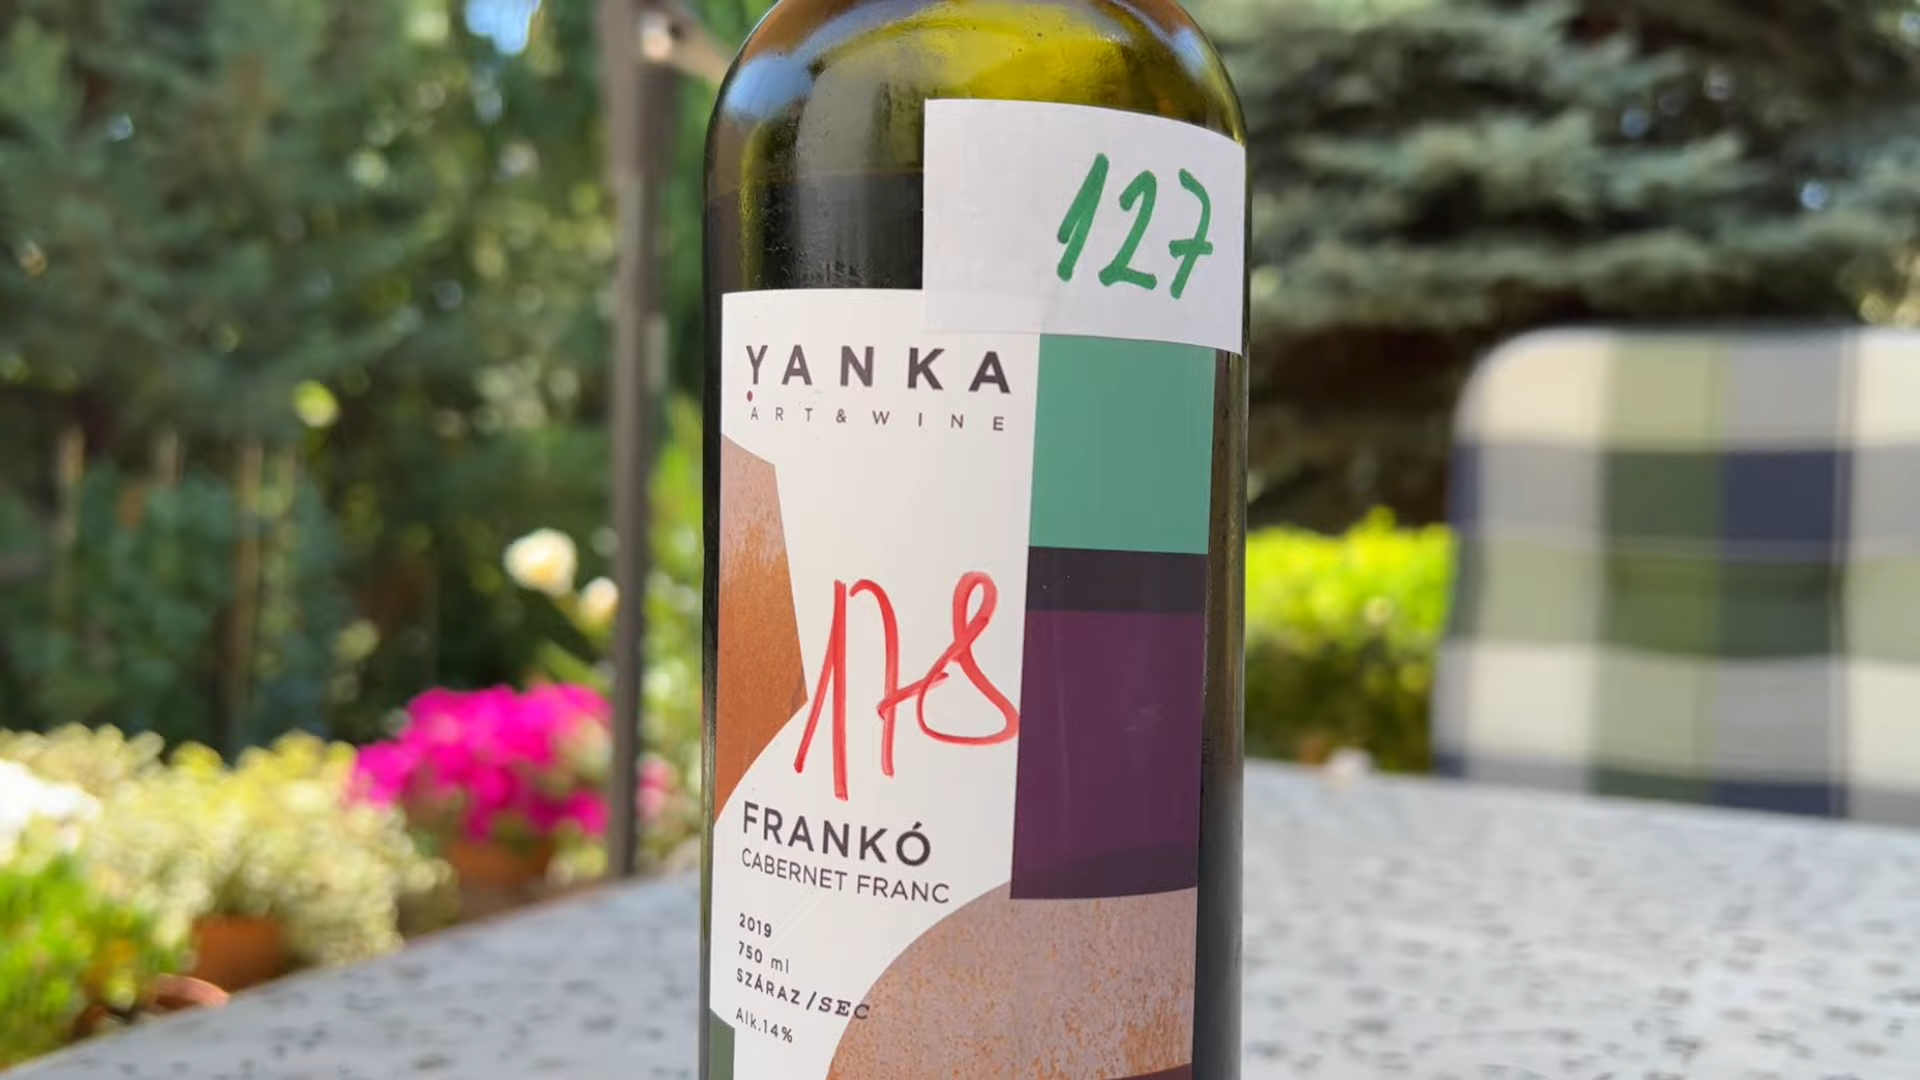 127
YANKA
ART & WINE
178
FRANKÓ
CABERNET FRANC
2019
750 ml
SZÁRAZ/SEC
Alk.14%